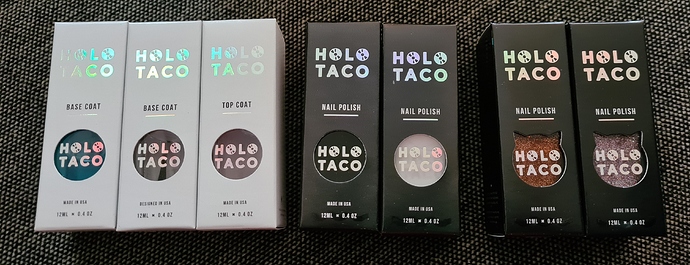 HOLO
TACO
BASE COAT
HOLO
TACO
MADE IN USA
12ML ≈ 0.4 OZ
HOLO
TACO
BASE COAT
HOLO
TACO
DESIGNED IN USA
12ML ≈ 0.4 OZ
HOLO
TACO
TOP COAT
HOLO
TACO
MADE IN USA
12ML ≈ 0.4 OZ
HOLO
TACO
NAIL POLISH
HOLO
TACO
MADE IN USA
12ML ≈ 0.4 OZ
HOLO
TACO
NAIL POLISH
HOLO
TACO
MADE IN USA
12ML ≈ 0.4 OZ
HOLO
TACO
NAIL POLISH
HOLO
TACO
MADE IN USA
12ML ≈ 0.4 OZ
HOLO
TACO
NAIL POLISH
HOLO
TACO
MADE IN USA
12ML ≈ 0.4 OZ